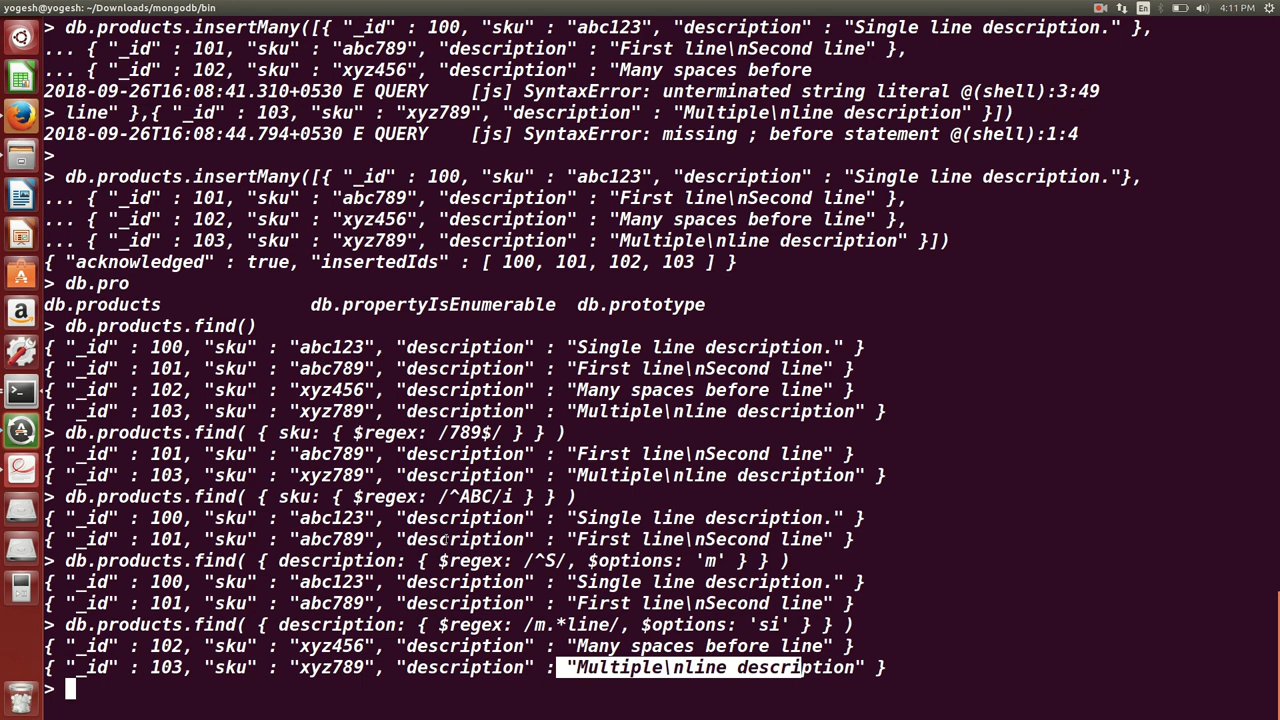 yogesh@yogesh: ~/Downloads/mongodb/bin
En
4:11 PM
> db.products.insertMany([{ "_id" : 100, "sku" : "abc123", "description" : "Single line description." },
... { "_id" : 101, "sku" : "abc789", "description" : "First line\nSecond line" },
... { "_id" : 102, "sku" : "xyz456", "description" : "Many spaces before
2018-09-26T16:08:41.310+0530 E QUERY    [js] SyntaxError: unterminated string literal @(shell):3:49
> line" },{ "_id" : 103, "sku" : "xyz789", "description" : "Multiple\nline description" }])
2018-09-26T16:08:44.794+0530 E QUERY    [js] SyntaxError: missing ; before statement @(shell):1:4
>
> db.products.insertMany([{ "_id" : 100, "sku" : "abc123", "description" : "Single line description."},
... { "_id" : 101, "sku" : "abc789", "description" : "First line\nSecond line" },
... { "_id" : 102, "sku" : "xyz456", "description" : "Many spaces before line" },
... { "_id" : 103, "sku" : "xyz789", "description" : "Multiple\nline description" }])
{ "acknowledged" : true, "insertedIds" : [ 100, 101, 102, 103 ] }
> db.pro
db.products              db.propertyIsEnumerable  db.prototype
> db.products.find()
{ "_id" : 100, "sku" : "abc123", "description" : "Single line description." }
{ "_id" : 101, "sku" : "abc789", "description" : "First line\nSecond line" }
{ "_id" : 102, "sku" : "xyz456", "description" : "Many spaces before line" }
{ "_id" : 103, "sku" : "xyz789", "description" : "Multiple\nline description" }
> db.products.find( { sku: { $regex: /789$/ } } )
{ "_id" : 101, "sku" : "abc789", "description" : "First line\nSecond line" }
{ "_id" : 103, "sku" : "xyz789", "description" : "Multiple\nline description" }
> db.products.find( { sku: { $regex: /^ABC/i } } )
{ "_id" : 100, "sku" : "abc123", "description" : "Single line description." }
{ "_id" : 101, "sku" : "abc789", "description" : "First line\nSecond line" }
> db.products.find( { description: { $regex: /^S/, $options: 'm' } } )
{ "_id" : 100, "sku" : "abc123", "description" : "Single line description." }
{ "_id" : 101, "sku" : "abc789", "description" : "First line\nSecond line" }
> db.products.find( { description: { $regex: /m.*line/, $options: 'si' } } )
{ "_id" : 102, "sku" : "xyz456", "description" : "Many spaces before line" }
{ "_id" : 103, "sku" : "xyz789", "description" : "Multiple\nline description" }
>